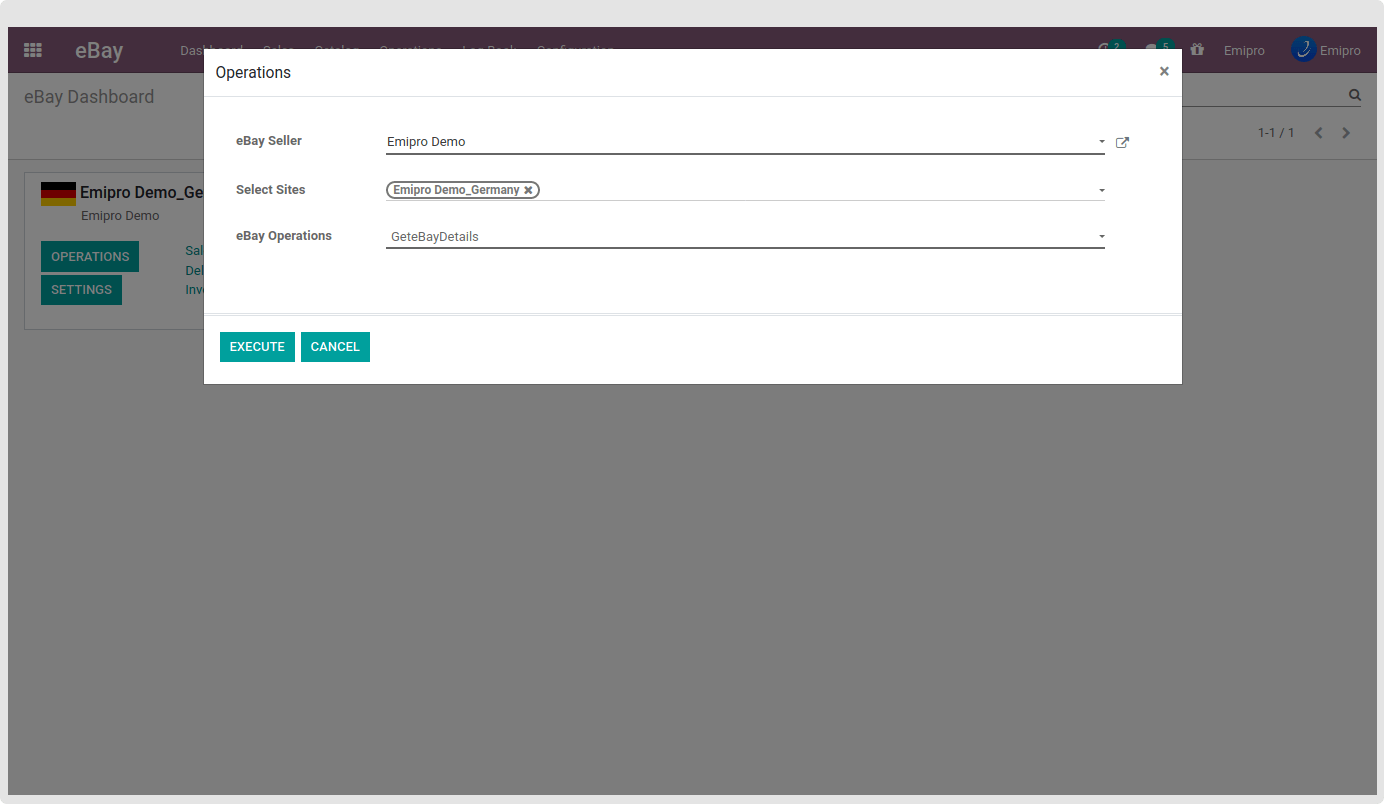 eBay
Dashboard Sales Catalog Operations Log Book Configuration
2
5
Emipro
Emipro
Operations
×
eBay Dashboard
1-1 / 1
eBay Seller
Emipro Demo
Select Sites
Emipro Demo_Germany
eBay Operations
GeteBayDetails
EXECUTE
CANCEL
Emipro Demo_Ge
Emipro Demo
OPERATIONS
Sal
Del
SETTINGS
Inv